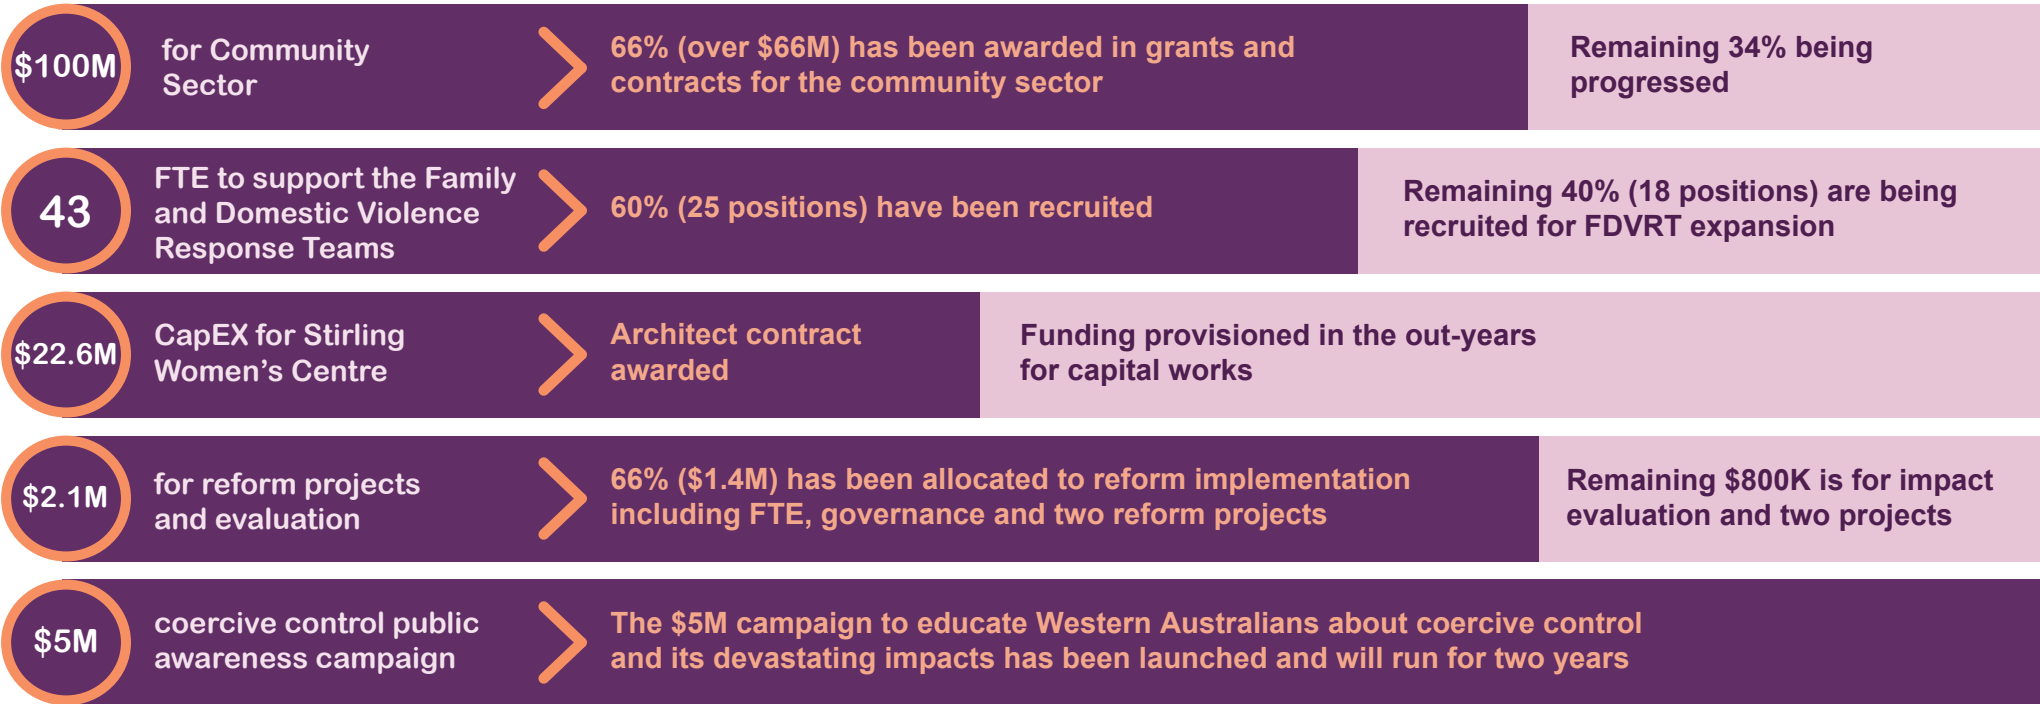 $100M
for Community
Sector
66% (over $66M) has been awarded in grants and
contracts for the community sector
Remaining 34% being
progressed
43
FTE to support the Family
and Domestic Violence
Response Teams
60% (25 positions) have been recruited
Remaining 40% (18 positions) are being
recruited for FDVRT expansion
$22.6M
CapEX for Stirling
Women’s Centre
Architect contract
awarded
Funding provisioned in the out-years
for capital works
$2.1M
for reform projects
and evaluation
66% ($1.4M) has been allocated to reform implementation
including FTE, governance and two reform projects
Remaining $800K is for impact
evaluation and two projects
$5M
coercive control public
awareness campaign
The $5M campaign to educate Western Australians about coercive control
and its devastating impacts has been launched and will run for two years